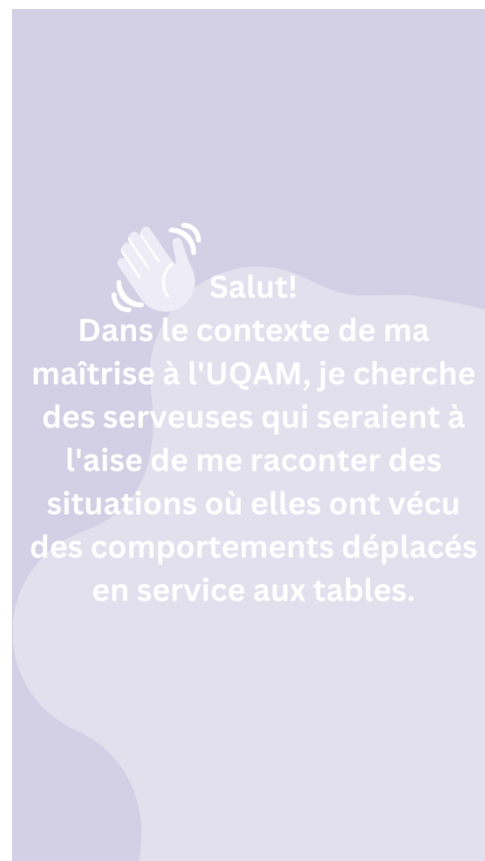 Salut!
Dans le contexte de ma
maîtrise à l'UQAM, je cherche
des serveuses qui seraient à
l'aise de me raconter des
situations où elles ont vécu
des comportements déplacés
en service aux tables.